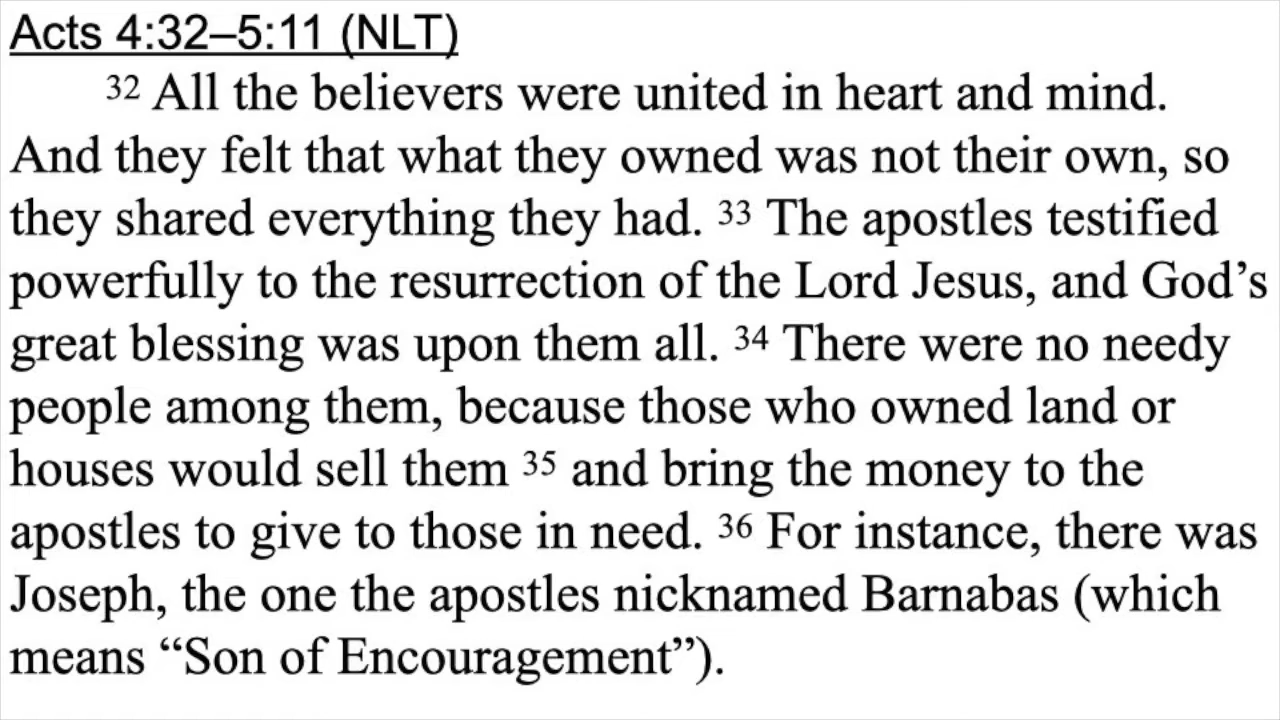 Acts 4:32–5:11 (NLT)
32 All the believers were united in heart and mind.
And they felt that what they owned was not their own, so
they shared everything they had. 33 The apostles testified
powerfully to the resurrection of the Lord Jesus, and God’s
great blessing was upon them all. 34 There were no needy
people among them, because those who owned land or
houses would sell them 35 and bring the money to the
apostles to give to those in need. 36 For instance, there was
Joseph, the one the apostles nicknamed Barnabas (which
means “Son of Encouragement”).